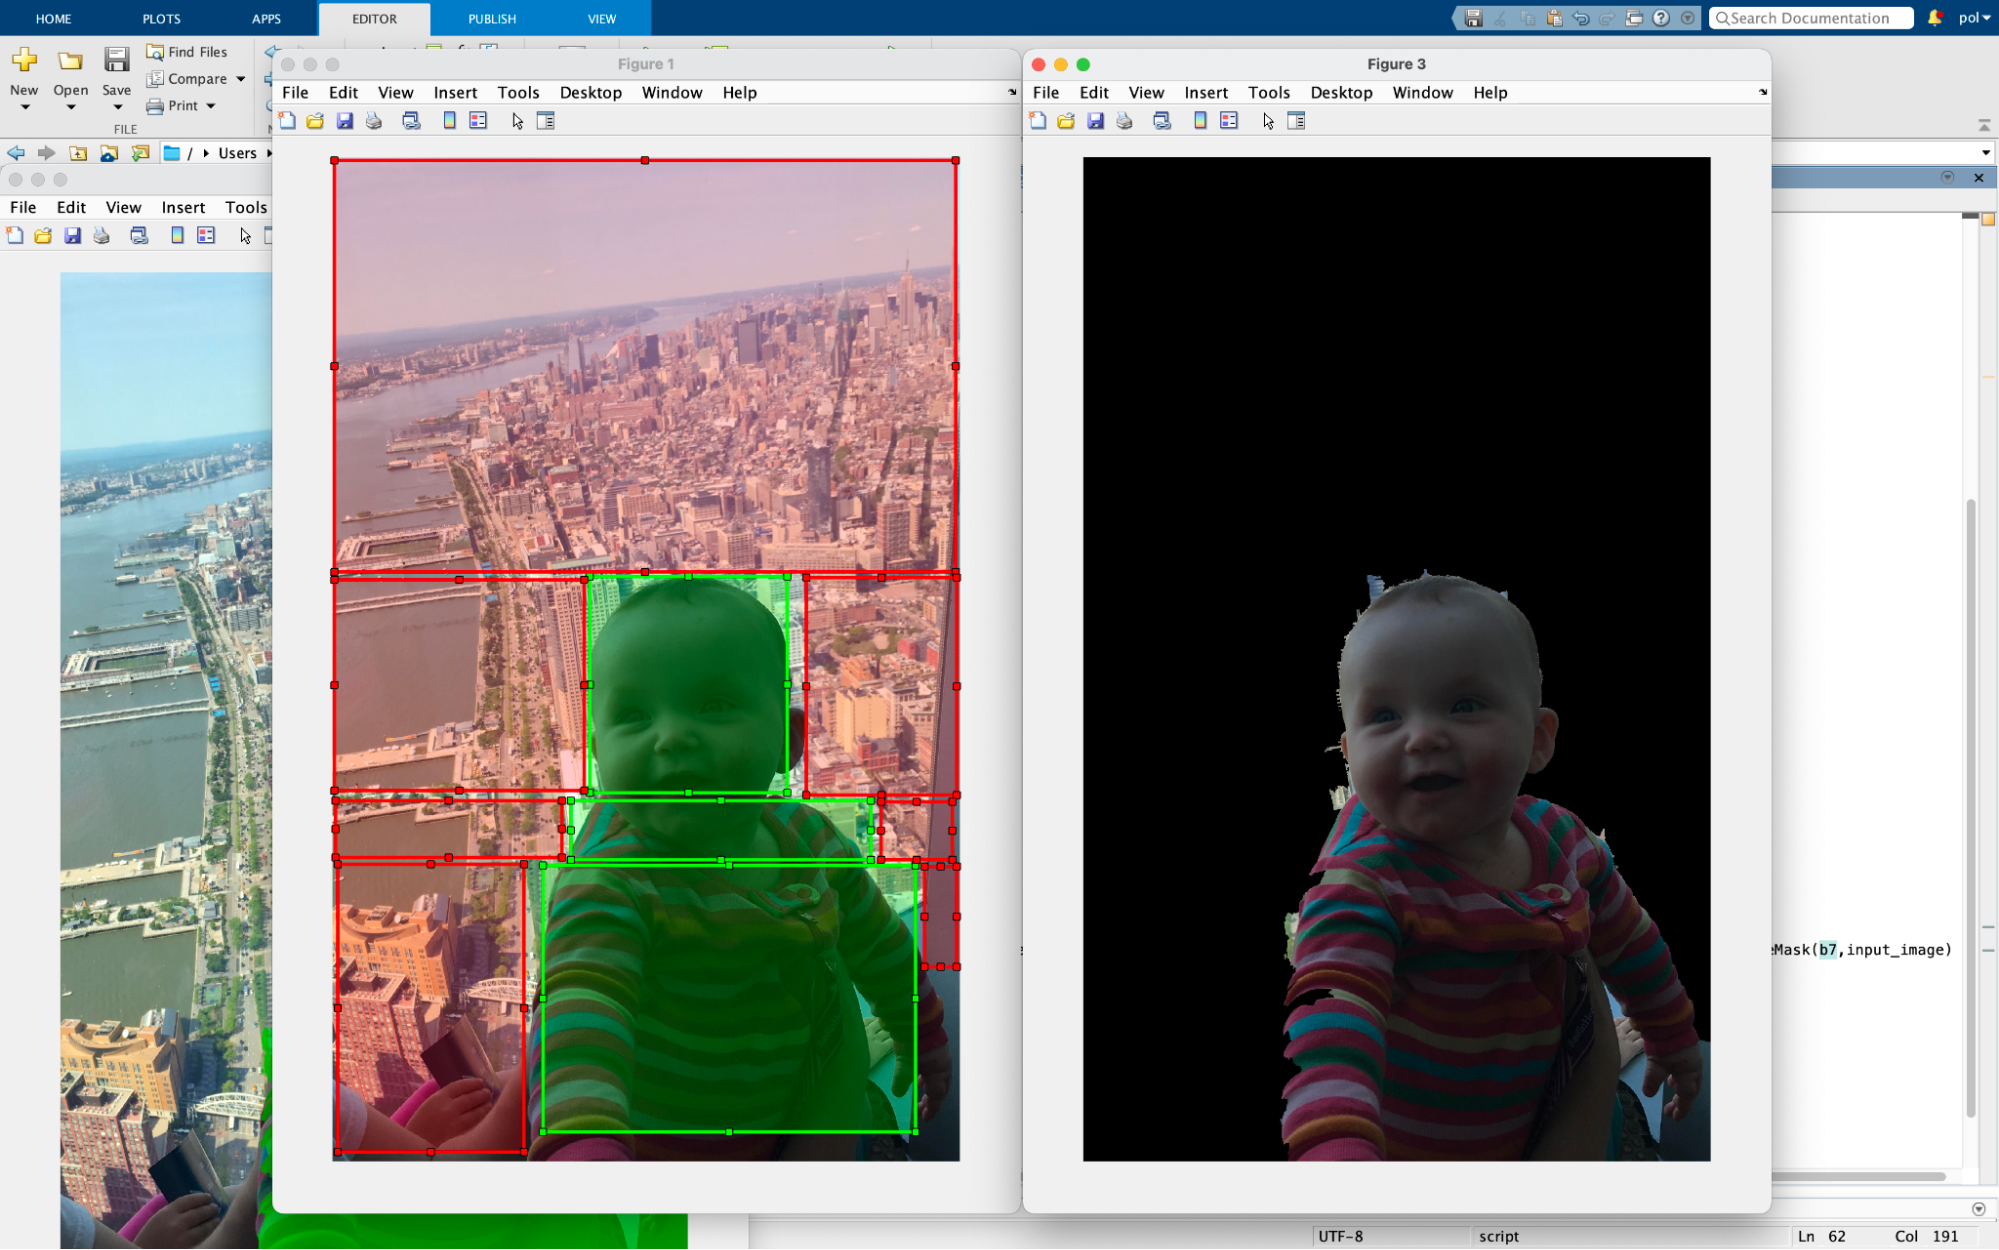 HOME PLOTS APPS EDITOR PUBLISH VIEW Search Documentation pol
New Open Save Find Files Compare Print
FILE
/ Users
File Edit View Insert Tools
Figure 1
File Edit View Insert Tools Desktop Window Help
Figure 3
File Edit View Insert Tools Desktop Window Help
Mask(b7,input_image)
UTF-8 script Ln 62 Col 191